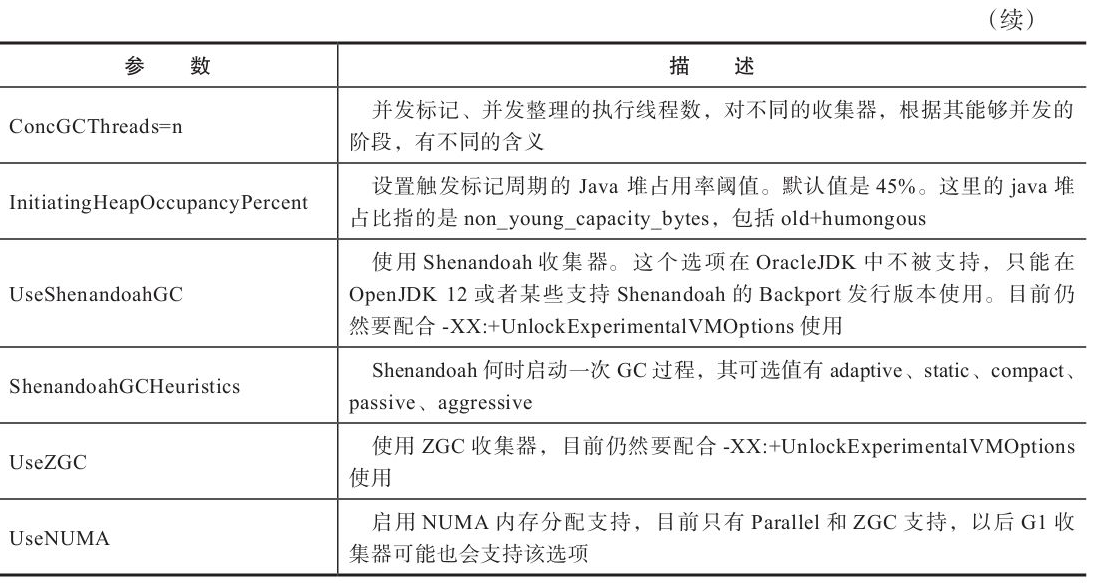 （续）
参 数 描 述
ConcGCThreads=n
并发标记、并发整理的执行线程数，对不同的收集器，根据其能够并发的
阶段，有不同的含义
InitiatingHeapOccupancyPercent
设置触发标记周期的 Java 堆占用率阈值。默认值是 45%。这里的 java 堆
占比指的是 non_young_capacity_bytes，包括 old+humongous
UseShenandoahGC
使用 Shenandoah 收集器。这个选项在 OracleJDK 中不被支持，只能在
OpenJDK 12 或者某些支持 Shenandoah 的 Backport 发行版本使用。目前仍
然要配合 -XX:+UnlockExperimentalVMOptions 使用
ShenandoahGCHeuristics
Shenandoah 何时启动一次 GC 过程，其可选值有 adaptive、static、compact、
passive、aggressive
UseZGC
使用 ZGC 收集器，目前仍然要配合 -XX:+UnlockExperimentalVMOptions
使用
UseNUMA
启用 NUMA 内存分配支持，目前只有 Parallel 和 ZGC 支持，以后 G1 收
集器可能也会支持该选项